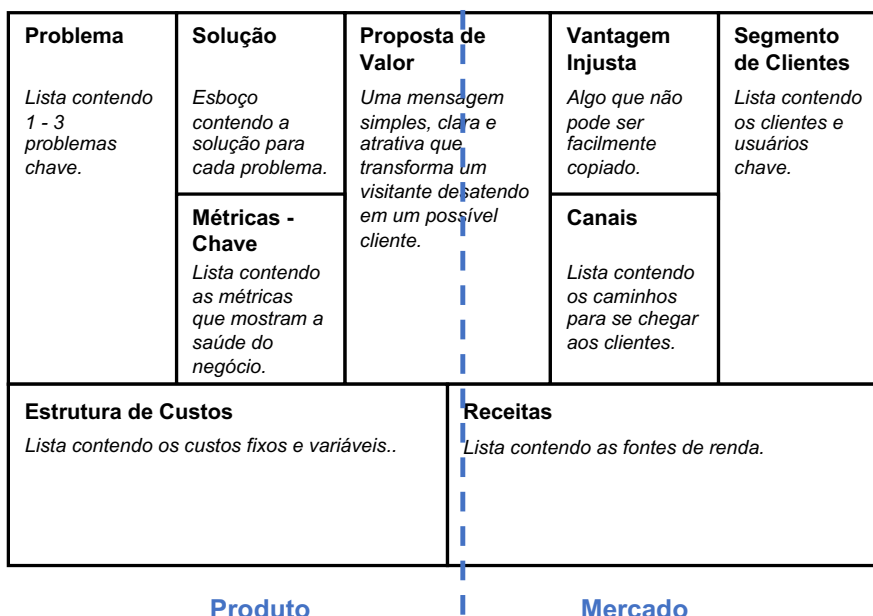 Problema
Lista contendo
1 - 3
problemas
chave.
Solução
Esboço
contendo a
solução para
cada problema.
Métricas -
Chave
Lista contendo
as métricas
que mostram a
saúde do
negócio.
Proposta de
Valor
Uma mensagem
simples, clara e
atrativa que
transforma um
visitante desatendo
em um possível
cliente.
Vantagem
Injusta
Algo que não
pode ser
facilmente
copiado.
Canais
Lista contendo
os caminhos
para se chegar
aos clientes.
Segmento
de Clientes
Lista contendo
os clientes e
usuários
chave.
Estrutura de Custos
Lista contendo os custos fixos e variáveis..
Receitas
Lista contendo as fontes de renda.
Produto
Mercado